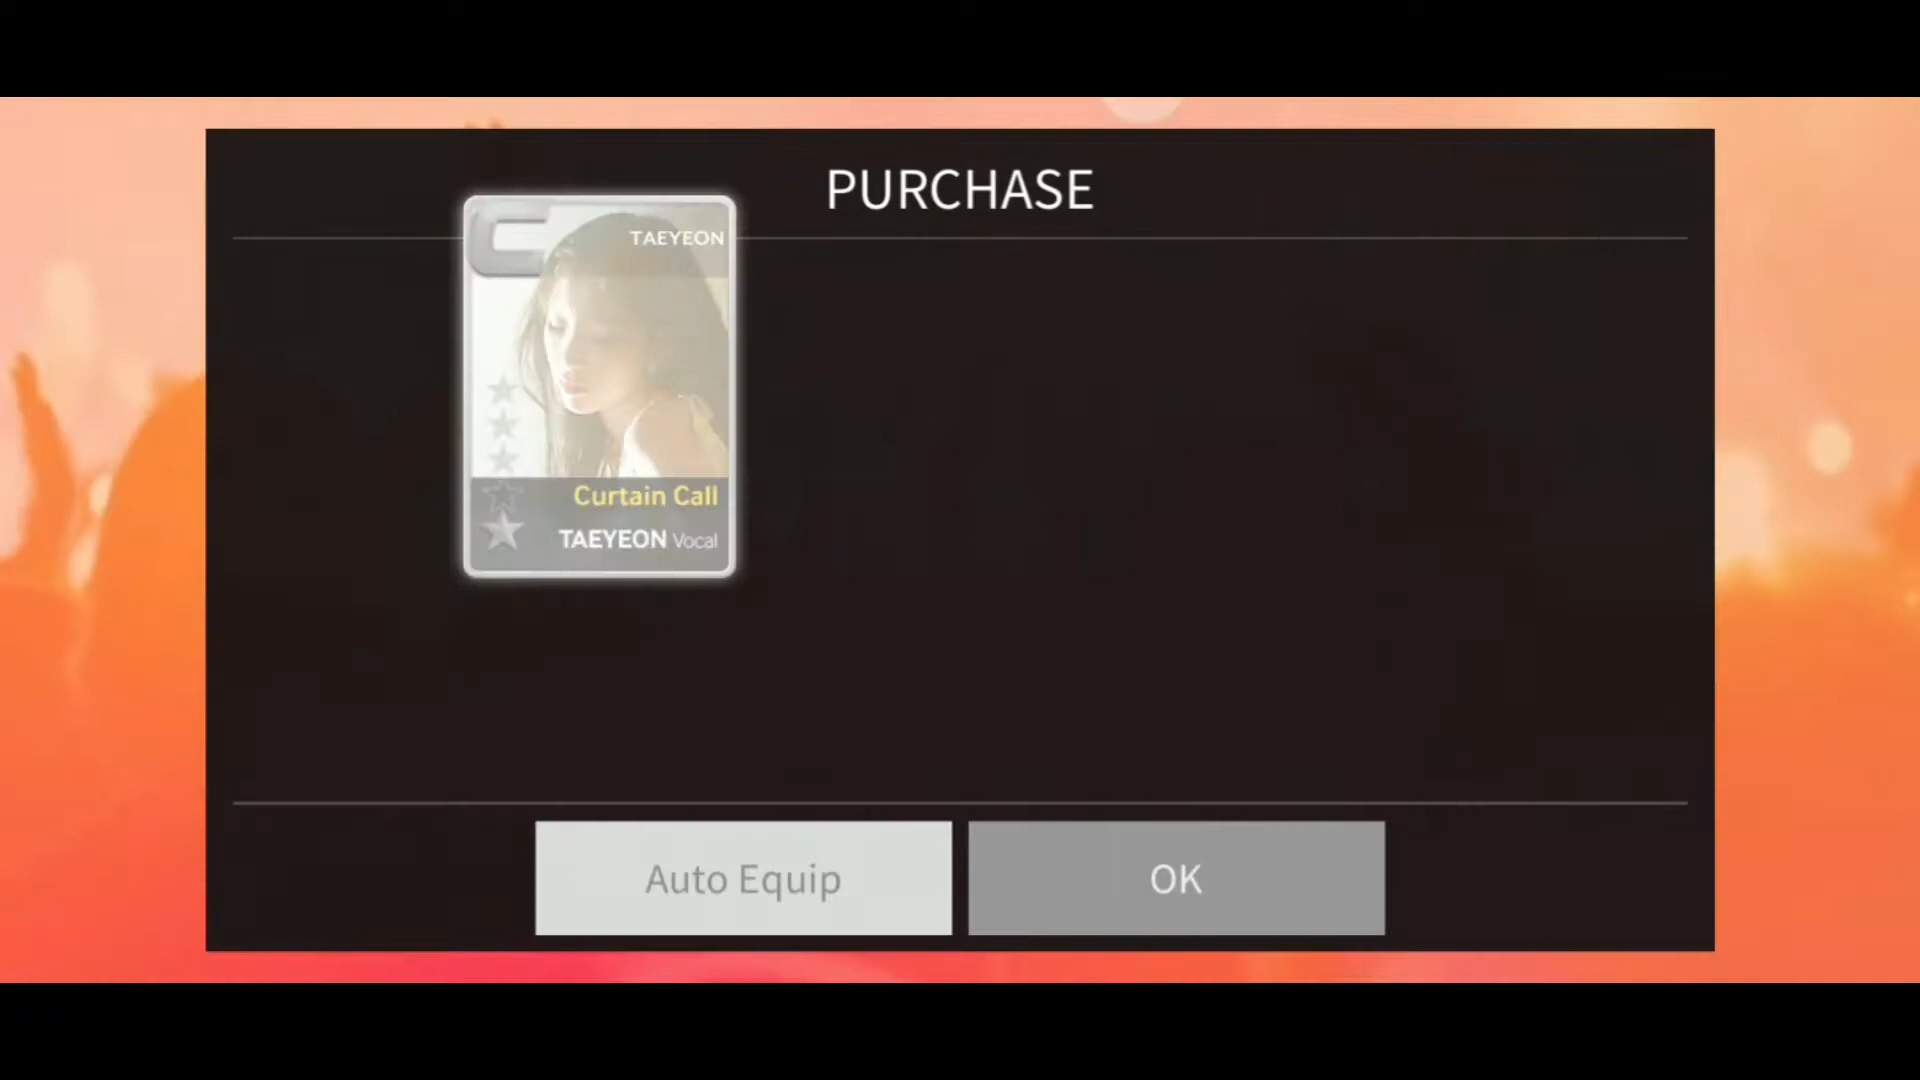 PURCHASE
C
TAEYEON
Curtain Call
TAEYEON Vocal
Auto Equip
OK